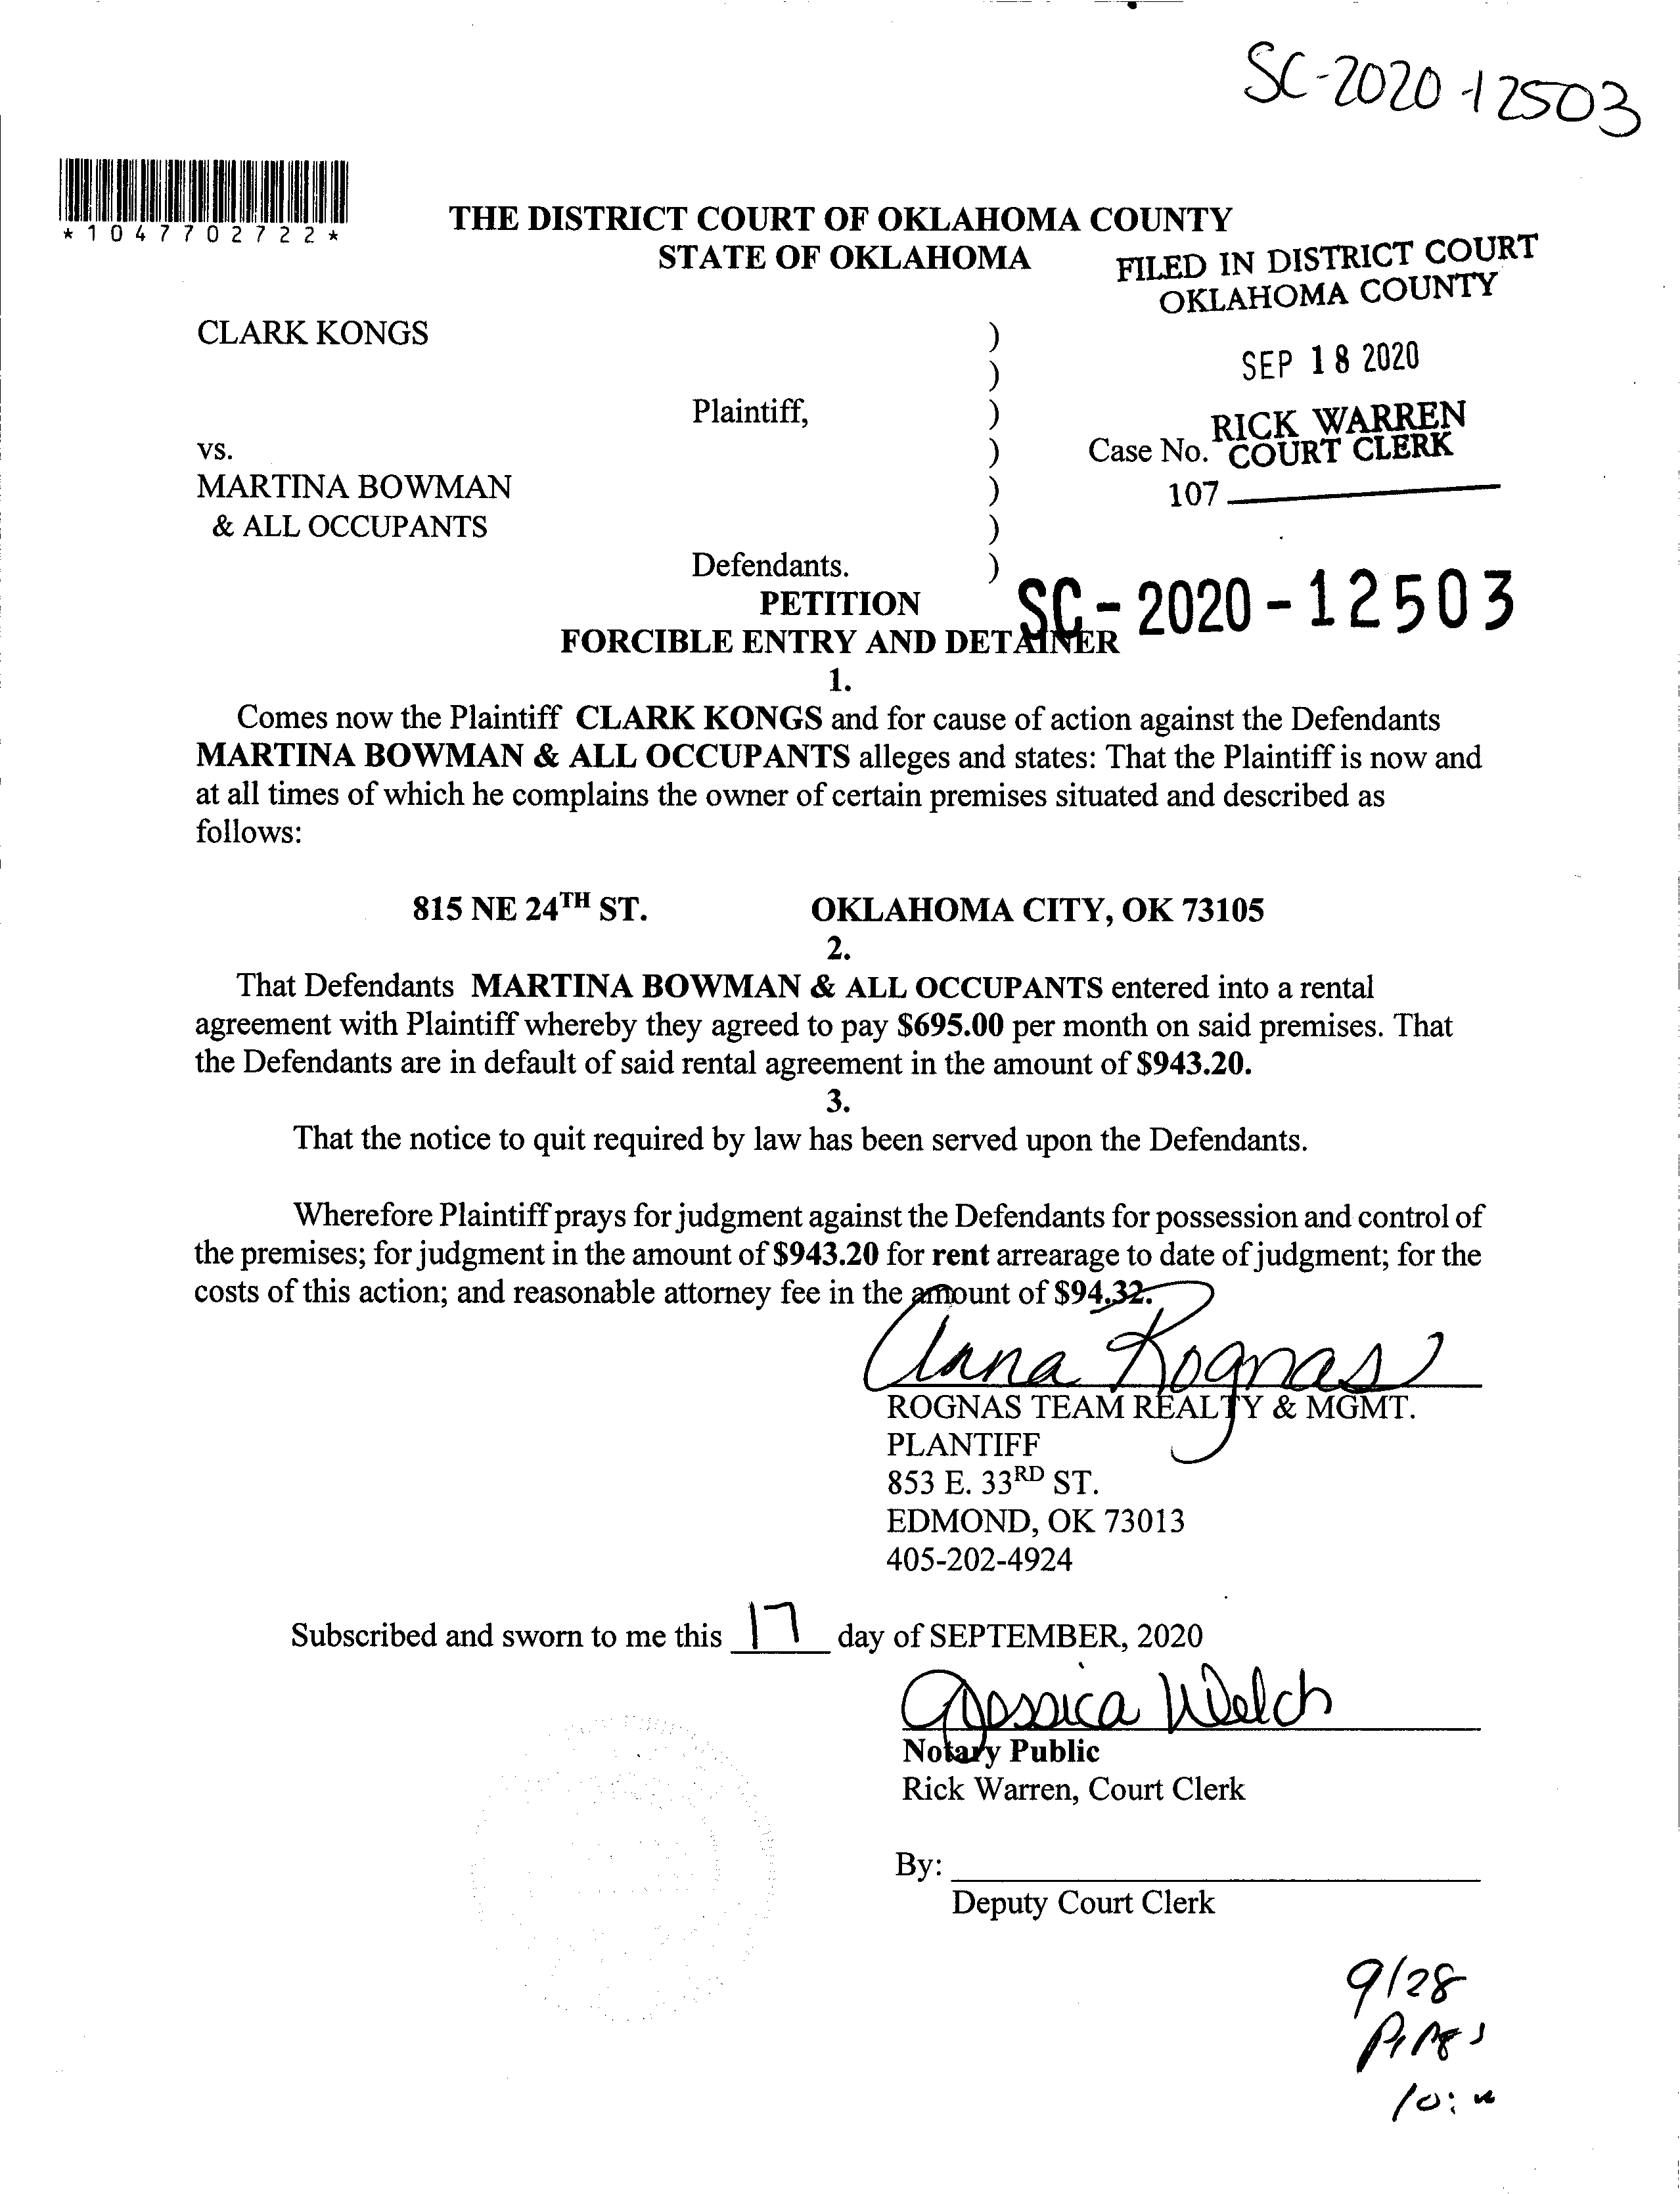 SC-2020-12503
*1047702722*
THE DISTRICT COURT OF OKLAHOMA COUNTY
STATE OF OKLAHOMA
FILED IN DISTRICT COURT
OKLAHOMA COUNTY
CLARK KONGS )
)
SEP 18 2020
Plaintiff, )
RICK WARREN
vs. ) Case No. COURT CLERK
MARTINA BOWMAN ) 107
& ALL OCCUPANTS )
Defendants. )
PETITION
SC-2020-12503
FORCIBLE ENTRY AND DETAINER
1.
Comes now the Plaintiff CLARK KONGS and for cause of action against the Defendants
MARTINA BOWMAN & ALL OCCUPANTS alleges and states: That the Plaintiff is now and
at all times of which he complains the owner of certain premises situated and described as
follows:
815 NE 24TH ST. OKLAHOMA CITY, OK 73105
2.
That Defendants MARTINA BOWMAN & ALL OCCUPANTS entered into a rental
agreement with Plaintiff whereby they agreed to pay $695.00 per month on said premises. That
the Defendants are in default of said rental agreement in the amount of $943.20.
3.
That the notice to quit required by law has been served upon the Defendants.
Wherefore Plaintiff prays for judgment against the Defendants for possession and control of
the premises; for judgment in the amount of $943.20 for rent arrearage to date of judgment; for the
costs of this action; and reasonable attorney fee in the amount of $94.32.
Anna Rognas
ROGNAS TEAM REALTY & MGMT.
PLANTIFF
853 E. 33RD ST.
EDMOND, OK 73013
405-202-4924
Subscribed and sworn to me this 17 day of SEPTEMBER, 2020
Jessica Welch
Notary Public
Rick Warren, Court Clerk
By:
Deputy Court Clerk
9/28